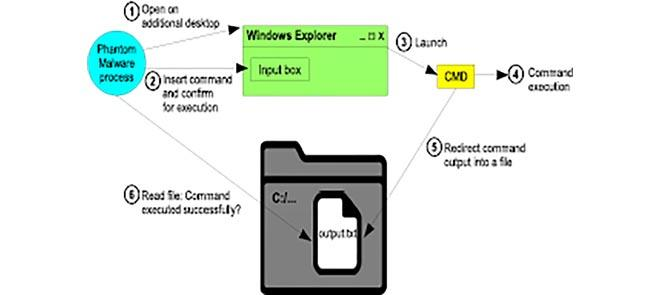 1 Open on
additional desktop
Phantom
Malware
process
Windows Explorer _ □ X
Input box
2 Insert command
and confirm
for execution
3 Launch
CMD
4 Command
execution
5 Redirect command
output into a file
6 Read file: Command
executed successfully?
C:/...
output.txt